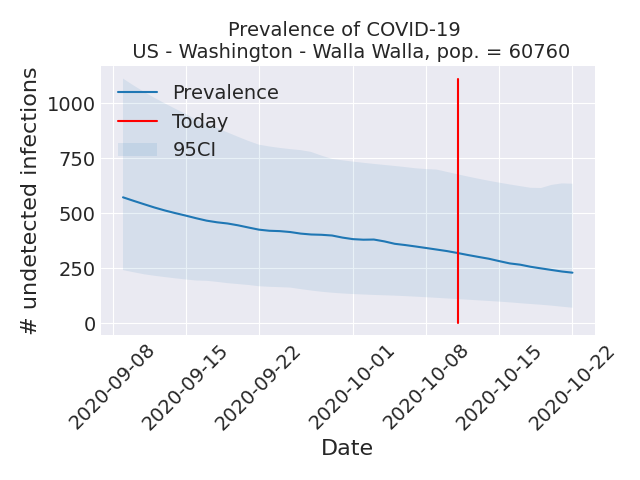 Prevalence of COVID-19
US - Washington - Walla Walla, pop. = 60760
# undetected infections
1000
750
500
250
0
Prevalence
Today
95CI
2020-09-08
2020-09-15
2020-09-22
2020-10-01
2020-10-08
2020-10-15
2020-10-22
Date